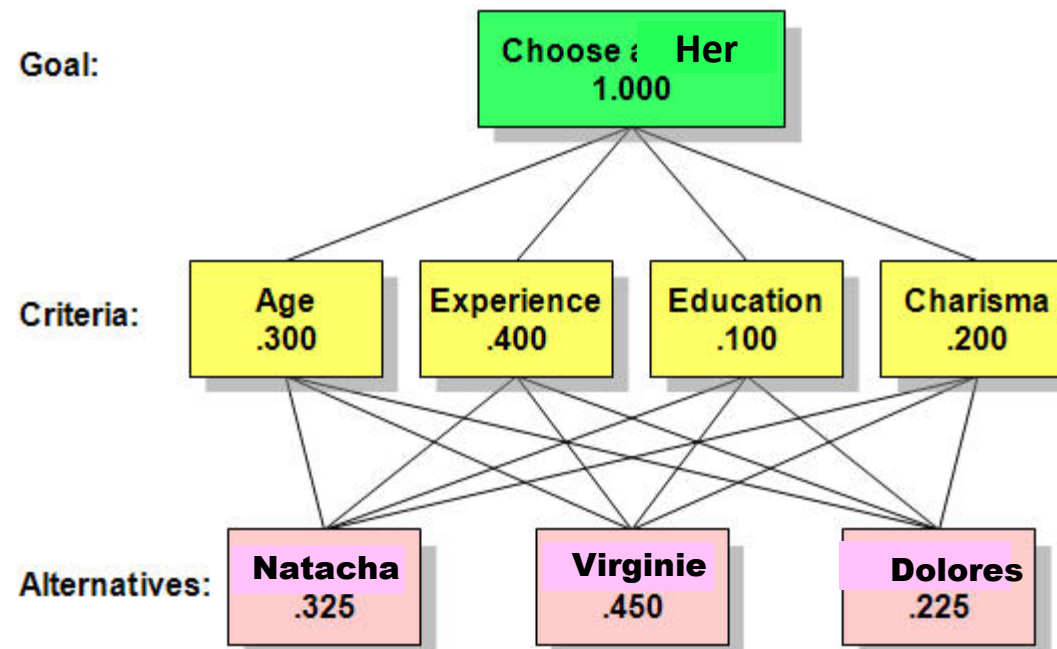 Goal:
Choose a Her
1.000
Criteria:
Age
.300
Experience
.400
Education
.100
Charisma
.200
Alternatives:
Natacha
.325
Virginie
.450
Dolores
.225